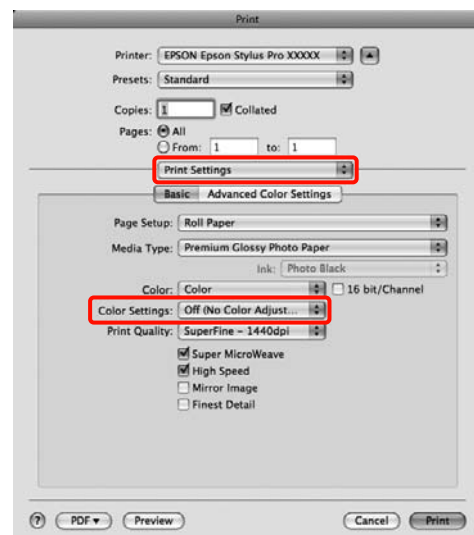 Print
Printer: EPSON Epson Stylus Pro XXXXX
Presets: Standard
Copies: 1 Collated
Pages: All
From: 1 to: 1
Print Settings
Basic Advanced Color Settings
Page Setup: Roll Paper
Media Type: Premium Glossy Photo Paper
Ink: Photo Black
Color: Color 16 bit/Channel
Color Settings: Off (No Color Adjust...
Print Quality: SuperFine - 1440dpi
Super MicroWeave
High Speed
Mirror Image
Finest Detail
? PDF Preview Cancel Print